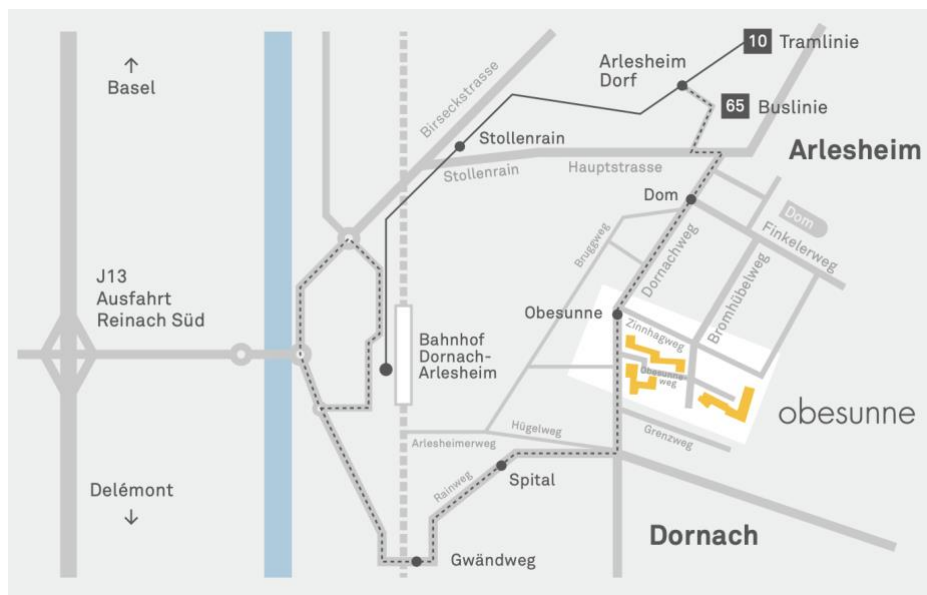 10 Tramlinie
Arlesheim
Dorf
Basel
65 Buslinie
Birseckstrasse
Stollenrain
Arlesheim
Stollenrain
Hauptstrasse
Dom
Dom
Finkelerweg
Bruggweg
Dornachweg
Bromhübelweg
J13
Ausfahrt
Reinach Süd
Obesunne
Zinnhagweg
Bahnhof
Dornach-
Arlesheim
Obesunne
weg
obesunne
Hügelweg
Grenzweg
Arlesheimerweg
Rainweg
Spital
Delémont
Dornach
Gwändweg